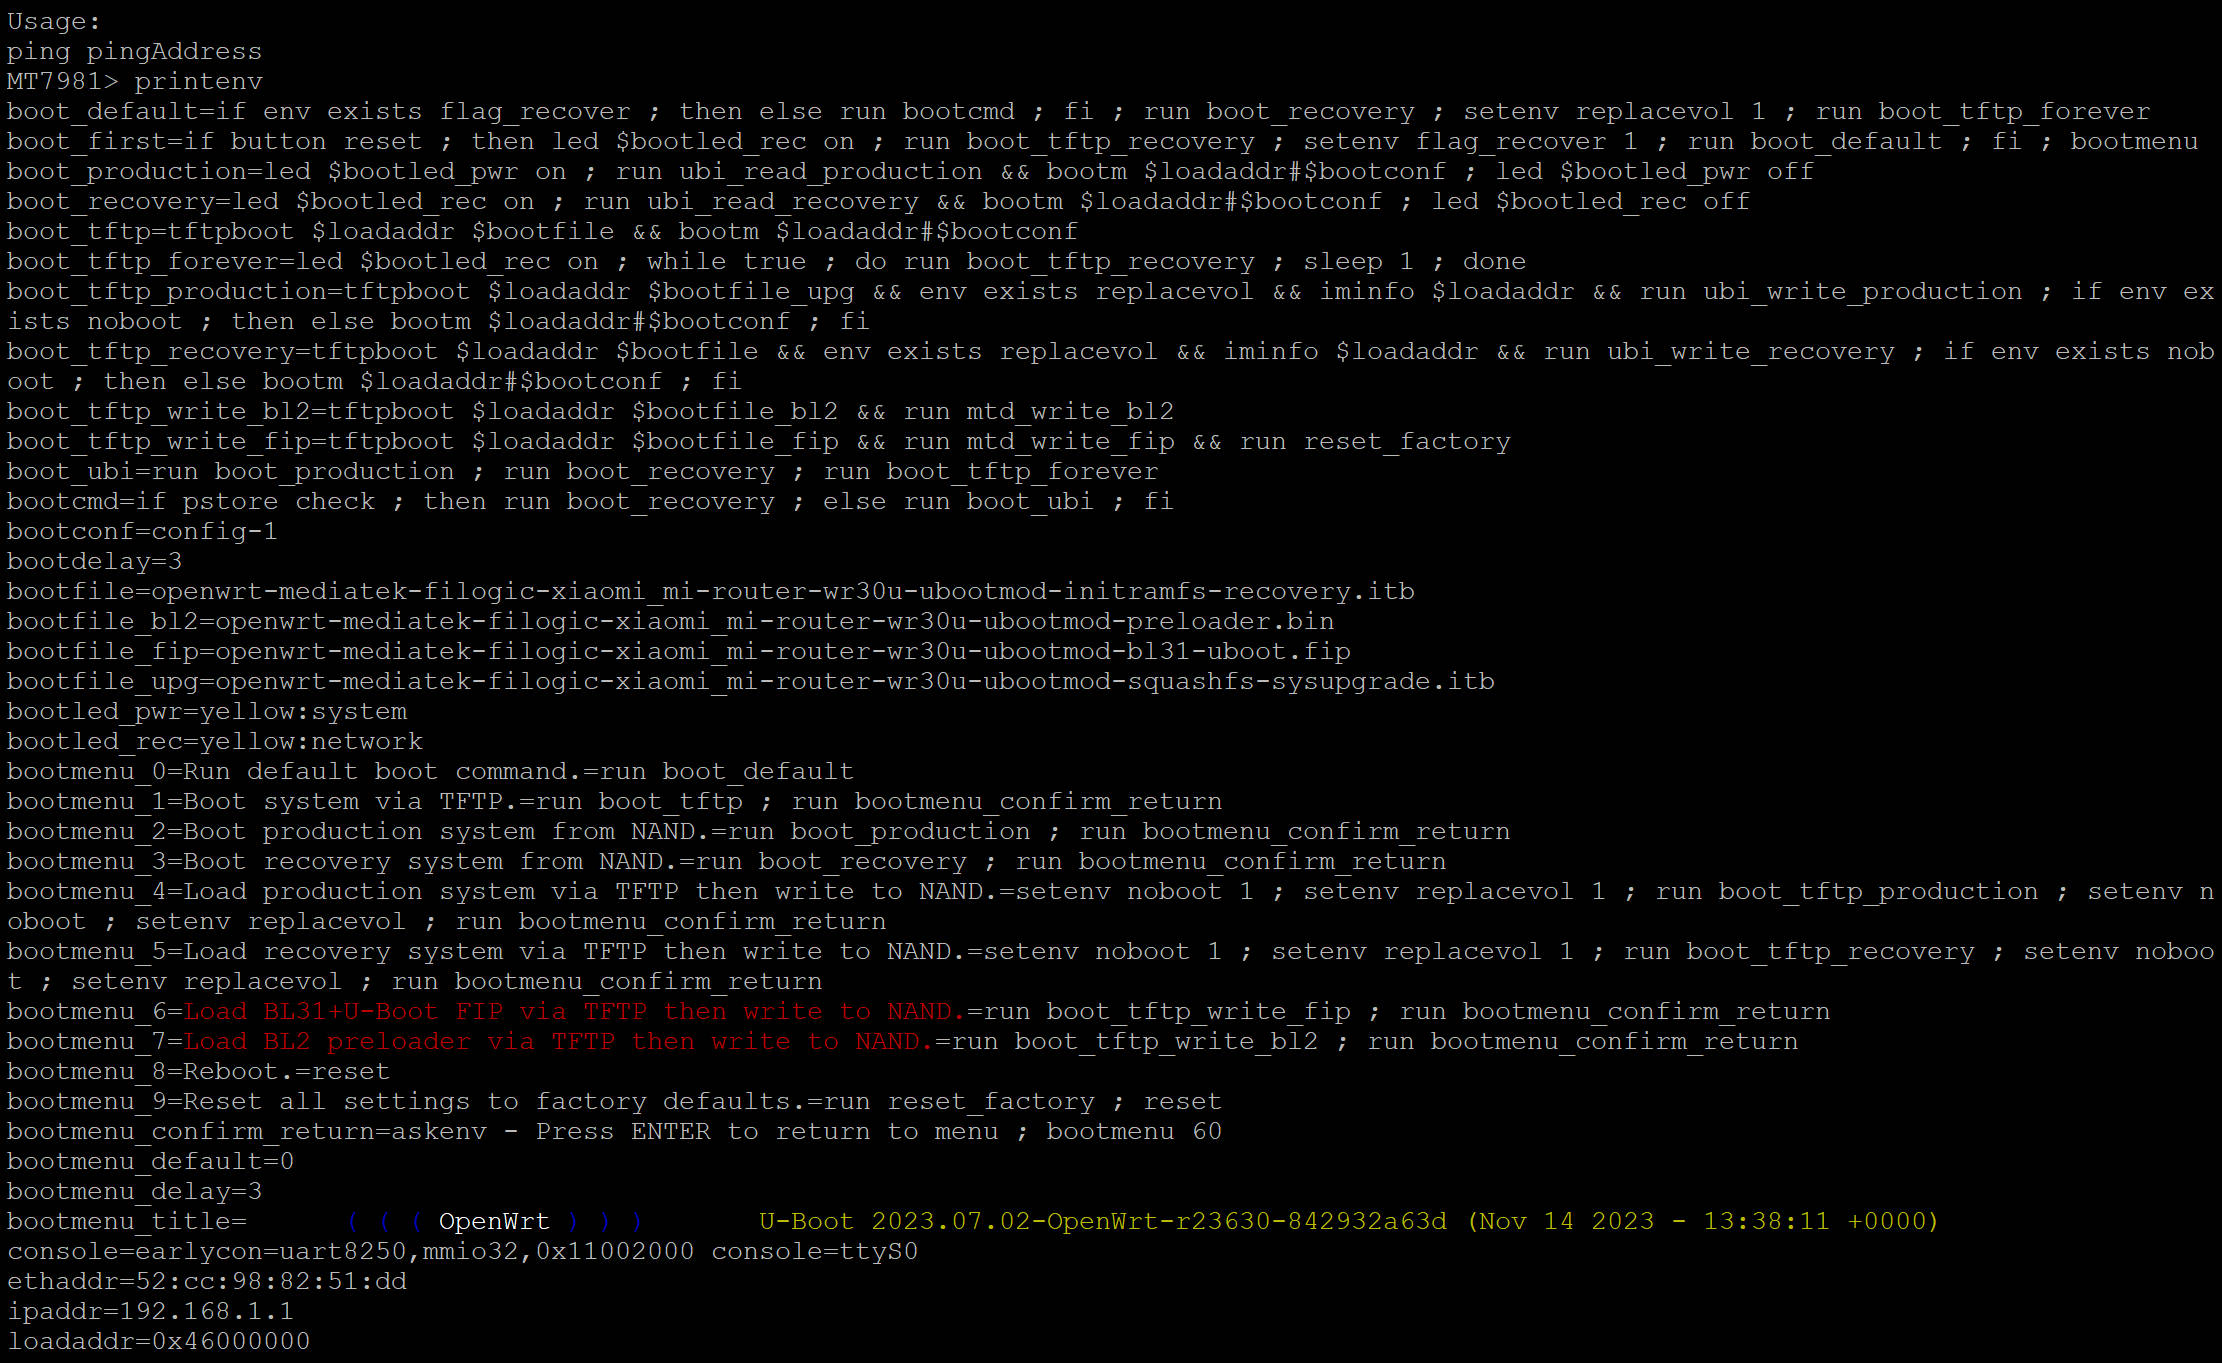 Usage:
ping pingAddress
MT7981> printenv
boot_default=if env exists flag_recover ; then else run bootcmd ; fi ; run boot_recovery ; setenv replacevol 1 ; run boot_tftp_forever
boot_first=if button reset ; then led $bootled_rec on ; run boot_tftp_recovery ; setenv flag_recover 1 ; run boot_default ; fi ; bootmenu
boot_production=led $bootled_pwr on ; run ubi_read_production && bootm $loadaddr#$bootconf ; led $bootled_pwr off
boot_recovery=led $bootled_rec on ; run ubi_read_recovery && bootm $loadaddr#$bootconf ; led $bootled_rec off
boot_tftp=tftpboot $loadaddr $bootfile && bootm $loadaddr#$bootconf
boot_tftp_forever=led $bootled_rec on ; while true ; do run boot_tftp_recovery ; sleep 1 ; done
boot_tftp_production=tftpboot $loadaddr $bootfile_upg && env exists replacevol && iminfo $loadaddr && run ubi_write_production ; if env ex
ists noboot ; then else bootm $loadaddr#$bootconf ; fi
boot_tftp_recovery=tftpboot $loadaddr $bootfile && env exists replacevol && iminfo $loadaddr && run ubi_write_recovery ; if env exists nob
oot ; then else bootm $loadaddr#$bootconf ; fi
boot_tftp_write_bl2=tftpboot $loadaddr $bootfile_bl2 && run mtd_write_bl2
boot_tftp_write_fip=tftpboot $loadaddr $bootfile_fip && run mtd_write_fip && run reset_factory
boot_ubi=run boot_production ; run boot_recovery ; run boot_tftp_forever
bootcmd=if pstore check ; then run boot_recovery ; else run boot_ubi ; fi
bootconf=config-1
bootdelay=3
bootfile=openwrt-mediatek-filogic-xiaomi_mi-router-wr30u-ubootmod-initramfs-recovery.itb
bootfile_bl2=openwrt-mediatek-filogic-xiaomi_mi-router-wr30u-ubootmod-preloader.bin
bootfile_fip=openwrt-mediatek-filogic-xiaomi_mi-router-wr30u-ubootmod-bl31-uboot.fip
bootfile_upg=openwrt-mediatek-filogic-xiaomi_mi-router-wr30u-ubootmod-squashfs-sysupgrade.itb
bootled_pwr=yellow:system
bootled_rec=yellow:network
bootmenu_0=Run default boot command.=run boot_default
bootmenu_1=Boot system via TFTP.=run boot_tftp ; run bootmenu_confirm_return
bootmenu_2=Boot production system from NAND.=run boot_production ; run bootmenu_confirm_return
bootmenu_3=Boot recovery system from NAND.=run boot_recovery ; run bootmenu_confirm_return
bootmenu_4=Load production system via TFTP then write to NAND.=setenv noboot 1 ; setenv replacevol 1 ; run boot_tftp_production ; setenv n
oboot ; setenv replacevol ; run bootmenu_confirm_return
bootmenu_5=Load recovery system via TFTP then write to NAND.=setenv noboot 1 ; setenv replacevol 1 ; run boot_tftp_recovery ; setenv noboo
t ; setenv replacevol ; run bootmenu_confirm_return
bootmenu_6=Load BL31+U-Boot FIP via TFTP then write to NAND.=run boot_tftp_write_fip ; run bootmenu_confirm_return
bootmenu_7=Load BL2 preloader via TFTP then write to NAND.=run boot_tftp_write_bl2 ; run bootmenu_confirm_return
bootmenu_8=Reboot.=reset
bootmenu_9=Reset all settings to factory defaults.=run reset_factory ; reset
bootmenu_confirm_return=askenv - Press ENTER to return to menu ; bootmenu 60
bootmenu_default=0
bootmenu_delay=3
bootmenu_title=      ( ( ( OpenWrt ) ) )       U-Boot 2023.07.02-OpenWrt-r23630-842932a63d (Nov 14 2023 - 13:38:11 +0000)
console=earlycon=uart8250,mmio32,0x11002000 console=ttyS0
ethaddr=52:cc:98:82:51:dd
ipaddr=192.168.1.1
loadaddr=0x46000000